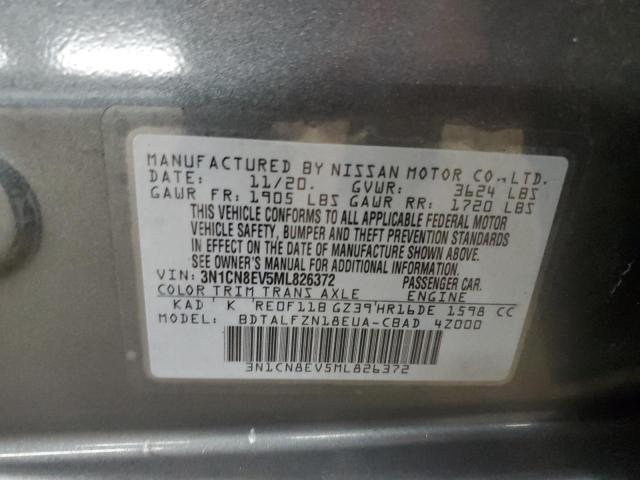 MANUFACTURED BY NISSAN MOTOR CO.,LTD.
DATE: 11/20. GVWR: 3624 LBS
GAWR FR: 1905 LBS GAWR RR: 1720 LBS
THIS VEHICLE CONFORMS TO ALL APPLICABLE FEDERAL MOTOR
VEHICLE SAFETY, BUMPER AND THEFT PREVENTION STANDARDS
IN EFFECT ON THE DATE OF MANUFACTURE SHOWN ABOVE.
SEE OWNER'S MANUAL FOR ADDITIONAL INFORMATION.
VIN: 3N1CN8EV5ML826372 PASSENGER CAR.
COLOR TRIM TRANS AXLE ENGINE
KAD' K 'RE0F11B GZ39'HR16DE 1598 CC
MODEL: BDTALFZN18EUA-CBAD 4Z000
3N1CN8EV5ML826372